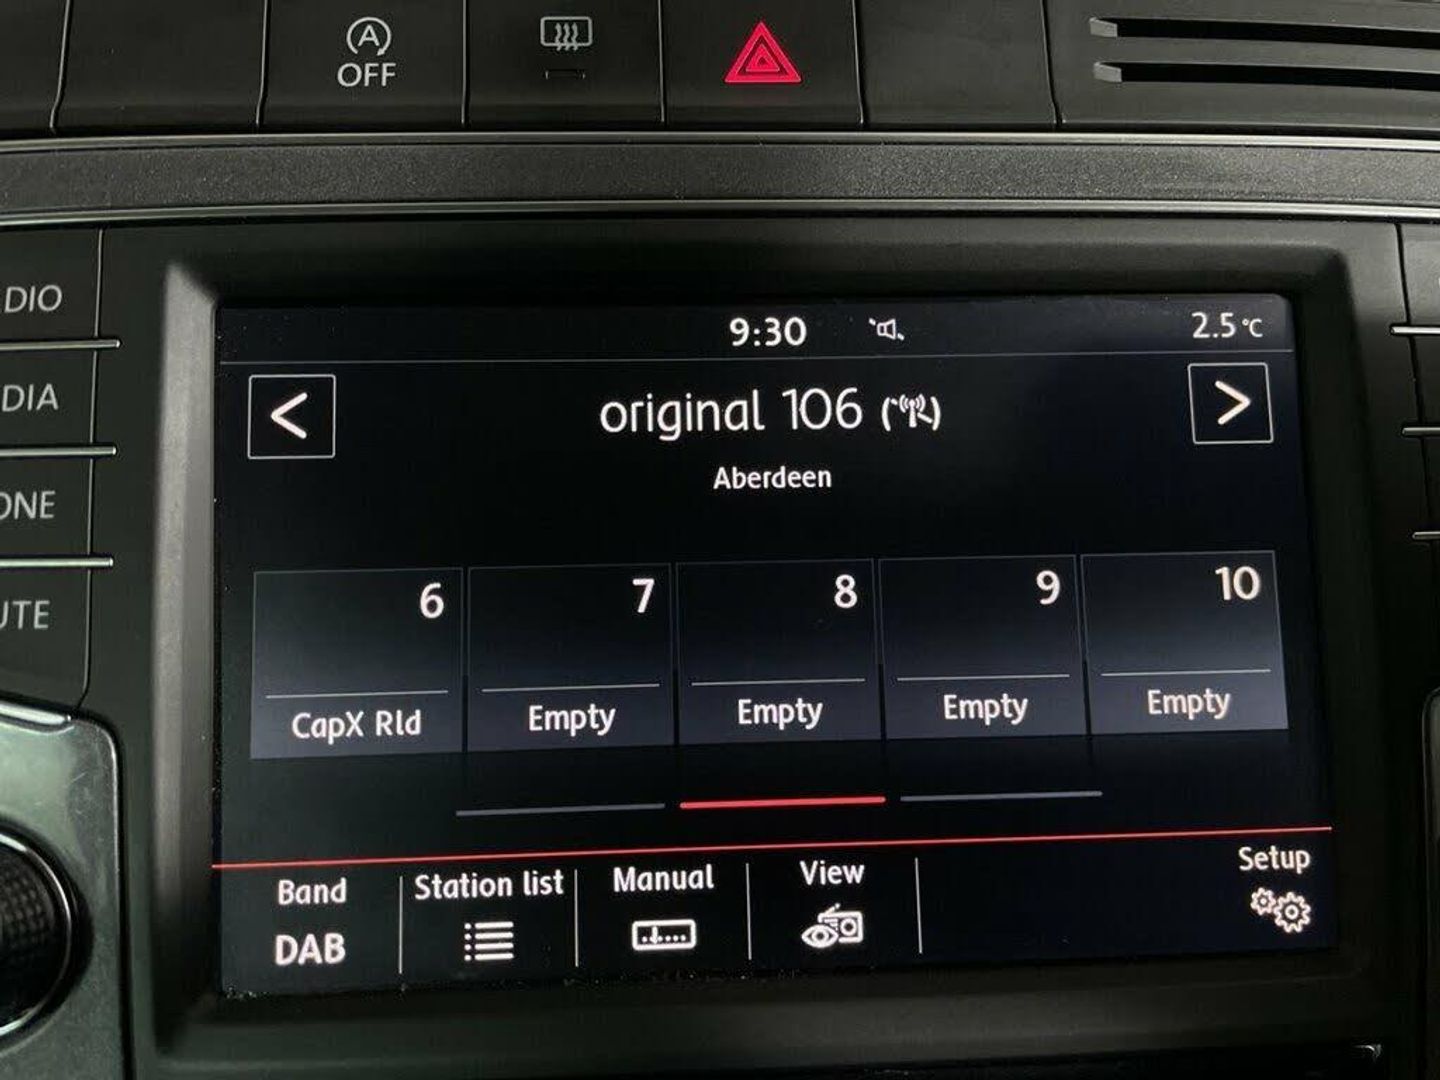 A
OFF
DIO
DIA
ONE
UTE
9:30
2.5 °C
<
original 106
>
Aberdeen
6
7
8
9
10
CapX Rld
Empty
Empty
Empty
Empty
Band
Station list
Manual
View
Setup
DAB